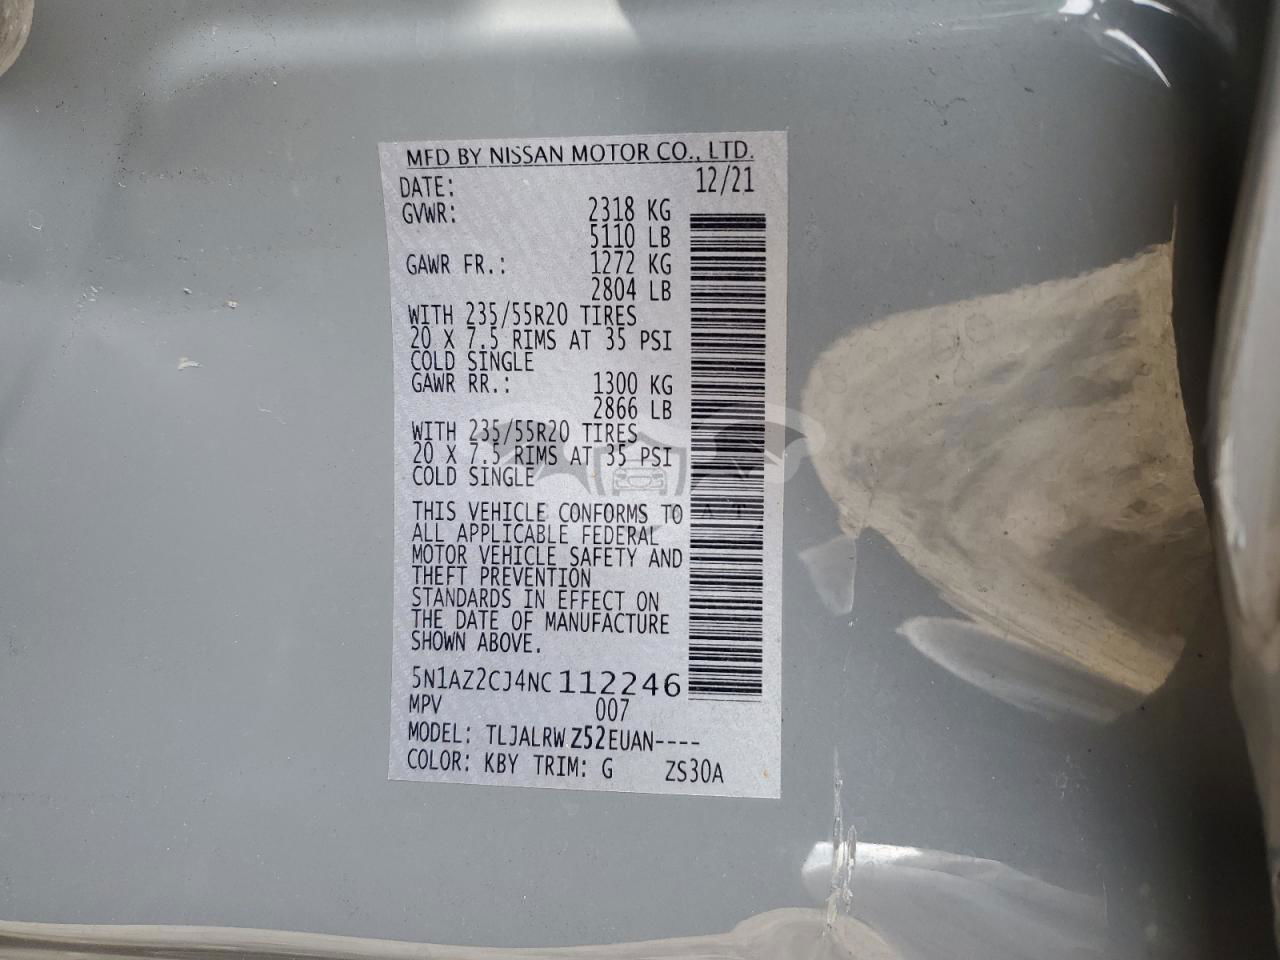 MFD BY NISSAN MOTOR CO., LTD.
DATE: 12/21
GVWR: 2318 KG
5110 LB
GAWR FR.: 1272 KG
2804 LB
WITH 235/55R20 TIRES
20 X 7.5 RIMS AT 35 PSI
COLD SINGLE
GAWR RR.: 1300 KG
2866 LB
WITH 235/55R20 TIRES
20 X 7.5 RIMS AT 35 PSI
COLD SINGLE
THIS VEHICLE CONFORMS TO
ALL APPLICABLE FEDERAL
MOTOR VEHICLE SAFETY AND
THEFT PREVENTION
STANDARDS IN EFFECT ON
THE DATE OF MANUFACTURE
SHOWN ABOVE.
5N1AZ2CJ4NC112246
MPV 007
MODEL: TLJALRWZ52EUAN----
COLOR: KBY TRIM: G ZS30A